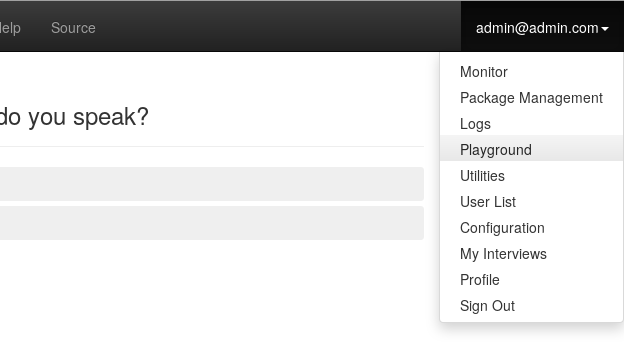 Source
admin@admin.com
do you speak?
Monitor
Package Management
Logs
Playground
Utilities
User List
Configuration
My Interviews
Profile
Sign Out